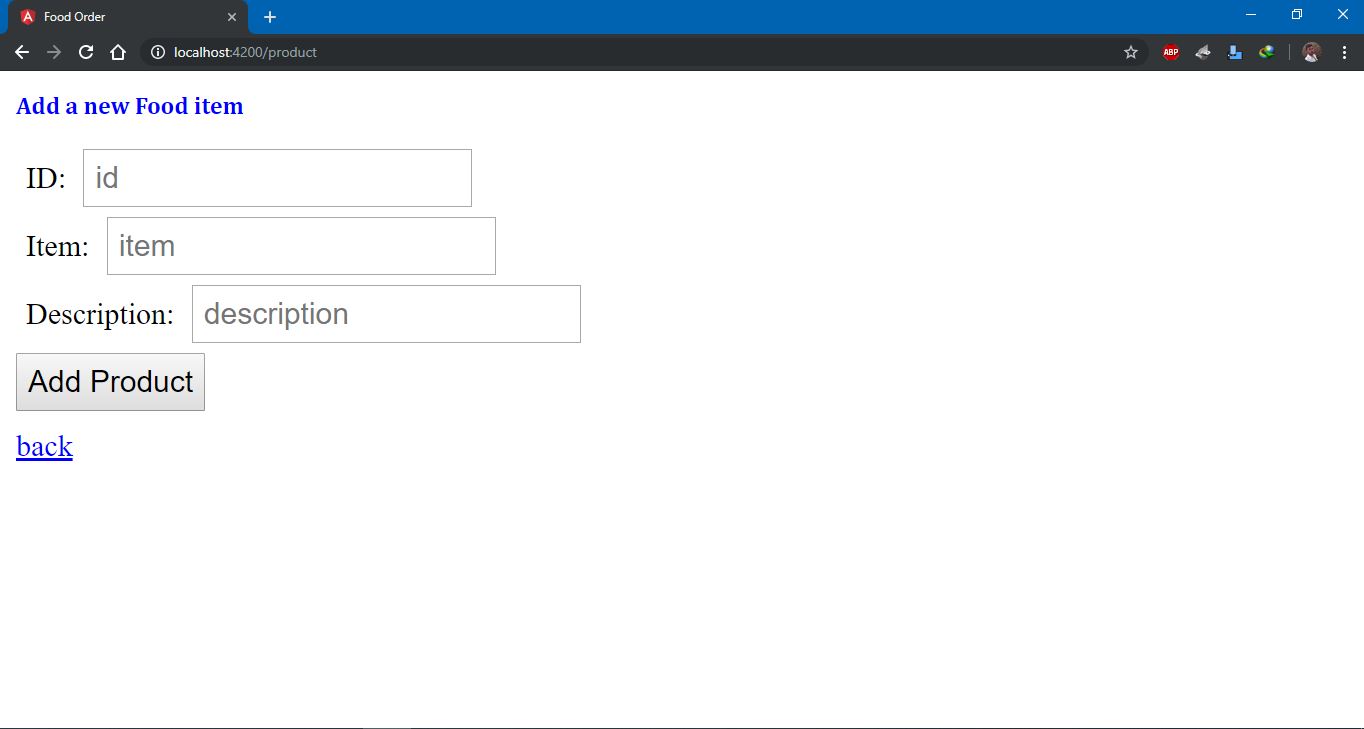 Food Order
localhost:4200/product
ABP
Add a new Food item
ID: id
Item: item
Description: description
Add Product
back